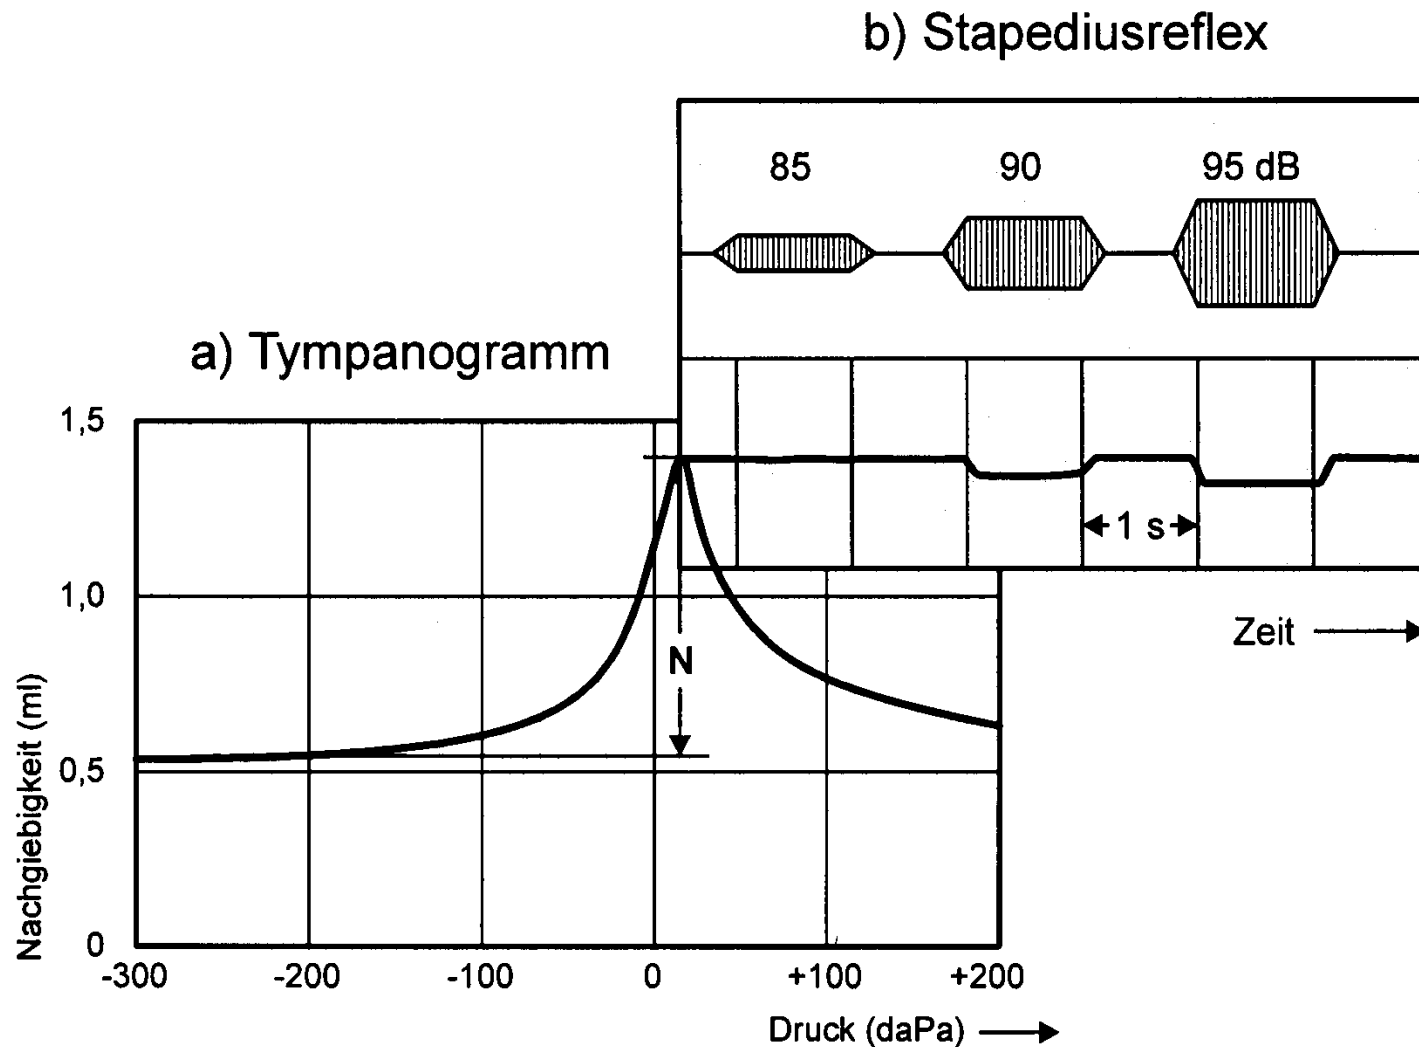 b) Stapediusreflex
85 90 95 dB
a) Tympanogramm
1,5
1 s
1,0
Zeit
N
Nachgiebigkeit (ml)
0,5
0
-300 -200 -100 0 +100 +200
Druck (daPa)